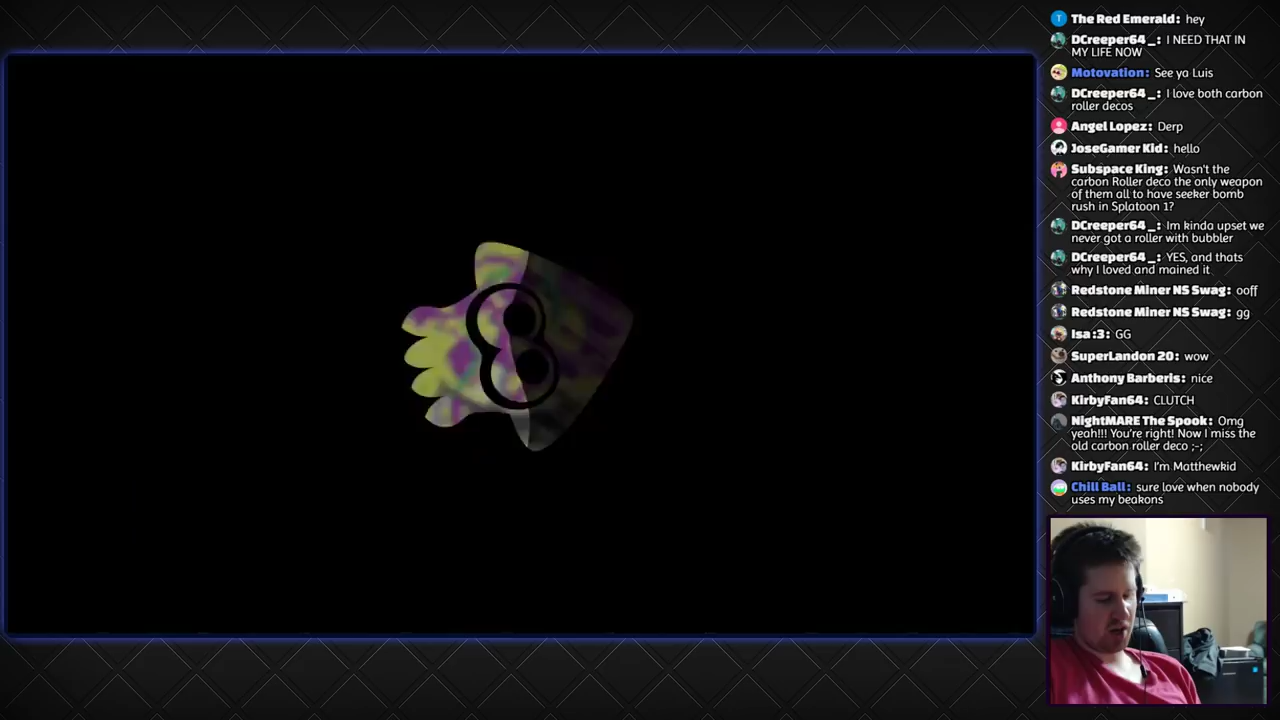 The Red Emerald: hey
DCreeper64_: I NEED THAT IN
MY LIFE NOW
Motovation: See ya Luis
DCreeper64_: I love both carbon
roller decos
Angel Lopez: Derp
JoseGamer Kid: hello
Subspace King: Wasn't the
carbon Roller deco the only weapon
of them all to have seeker bomb
rush in Splatoon 1?
DCreeper64_: Im kinda upset we
never got a roller with bubbler
DCreeper64_: YES, and thats
why I loved and mained it
Redstone Miner NS Swag: ooff
Redstone Miner NS Swag: gg
Isa :3: GG
SuperLandon 20: wow
Anthony Barberis: nice
KirbyFan64: CLUTCH
NightMARE The Spook: Omg
yeah!!! You're right! Now I miss the
old carbon roller deco ;-;
KirbyFan64: I'm Matthewkid
Chill Ball: sure love when nobody
uses my beakons